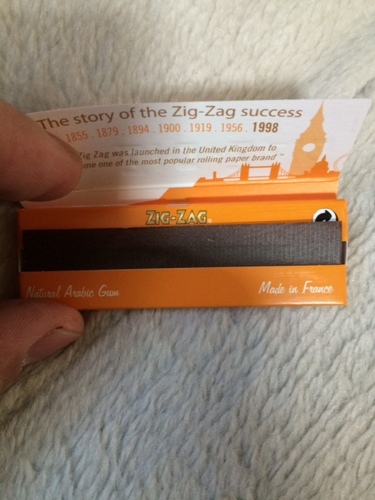 The story of the Zig-Zag success
1855 . 1879 . 1894 . 1900 . 1919 . 1956 . 1998
Zig Zag was launched in the United Kingdom to
one of the most popular rolling paper brand
ZIG-ZAG
Natural Arabic Gum
Made in France